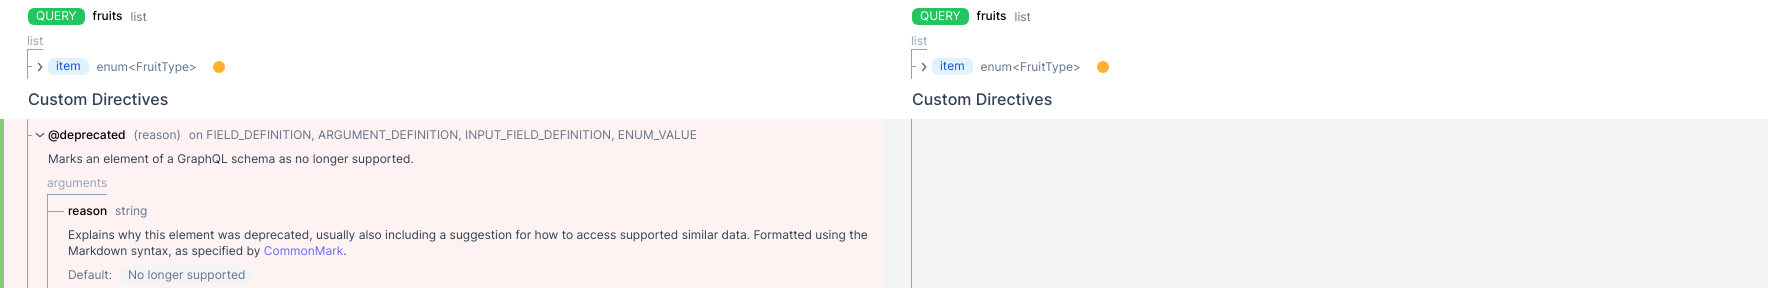 QUERY fruits list
list
item enum<FruitType>
Custom Directives
@deprecated (reason) on FIELD_DEFINITION, ARGUMENT_DEFINITION, INPUT_FIELD_DEFINITION, ENUM_VALUE
Marks an element of a GraphQL schema as no longer supported.
arguments
reason string
Explains why this element was deprecated, usually also including a suggestion for how to access supported similar data. Formatted using the
Markdown syntax, as specified by CommonMark.
Default: No longer supported
QUERY fruits list
list
item enum<FruitType>
Custom Directives